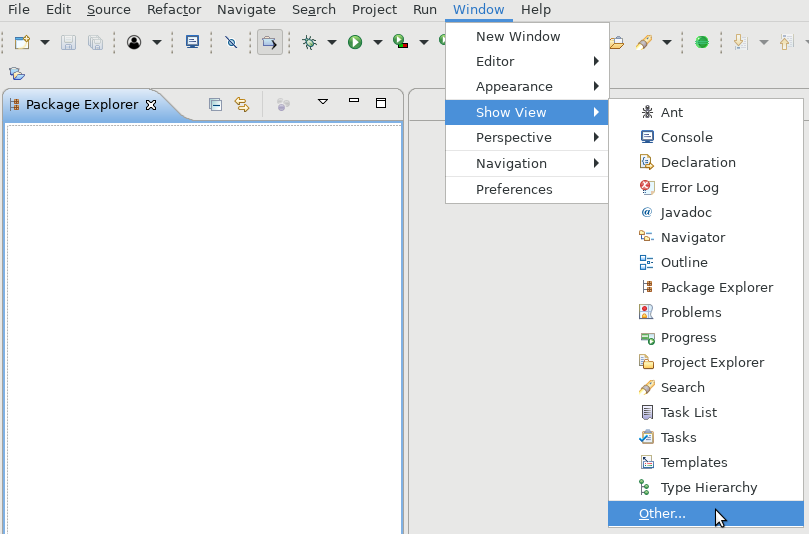 File Edit Source Refactor Navigate Search Project Run Window Help
Package Explorer
New Window
Editor
Appearance
Show View
Perspective
Navigation
Preferences
Ant
Console
Declaration
Error Log
Javadoc
Navigator
Outline
Package Explorer
Problems
Progress
Project Explorer
Search
Task List
Tasks
Templates
Type Hierarchy
Other...